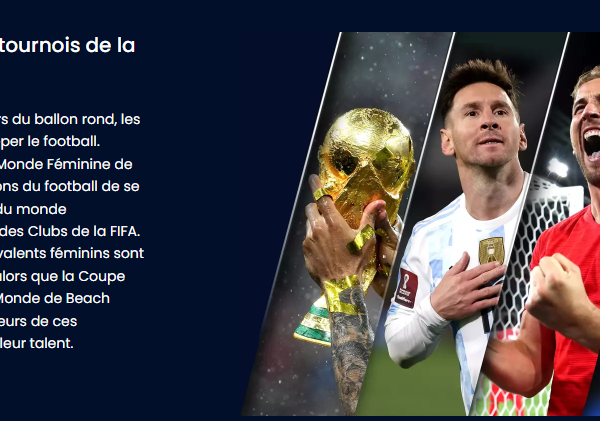 tournois de la
rs du ballon rond, les
per le football.
Monde Féminine de
ons du football de se
du monde
des Clubs de la FIFA.
valents féminins sont
alors que la Coupe
Monde de Beach
eurs de ces
leur talent.